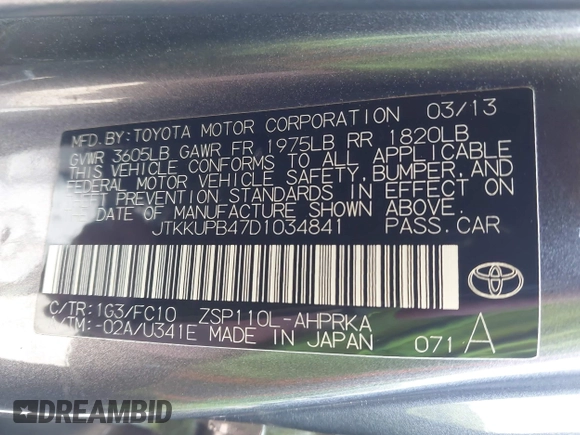 MFD. BY: TOYOTA MOTOR CORPORATION 03/13
GVWR 3605LB GAWR FR 1975LB RR 1820LB
THIS VEHICLE CONFORMS TO ALL APPLICABLE
FEDERAL MOTOR VEHICLE SAFETY, BUMPER, AND
THEFT PREVENTION STANDARDS IN EFFECT ON
THE DATE OF MANUFACTURE SHOWN ABOVE.
JTKKUPB47D1034841 PASS. CAR
C/TR: 1G3/FC10 ZSP110L-AHPRKA
A/TM: -02A/U341E MADE IN JAPAN 071 A
DREAMBID